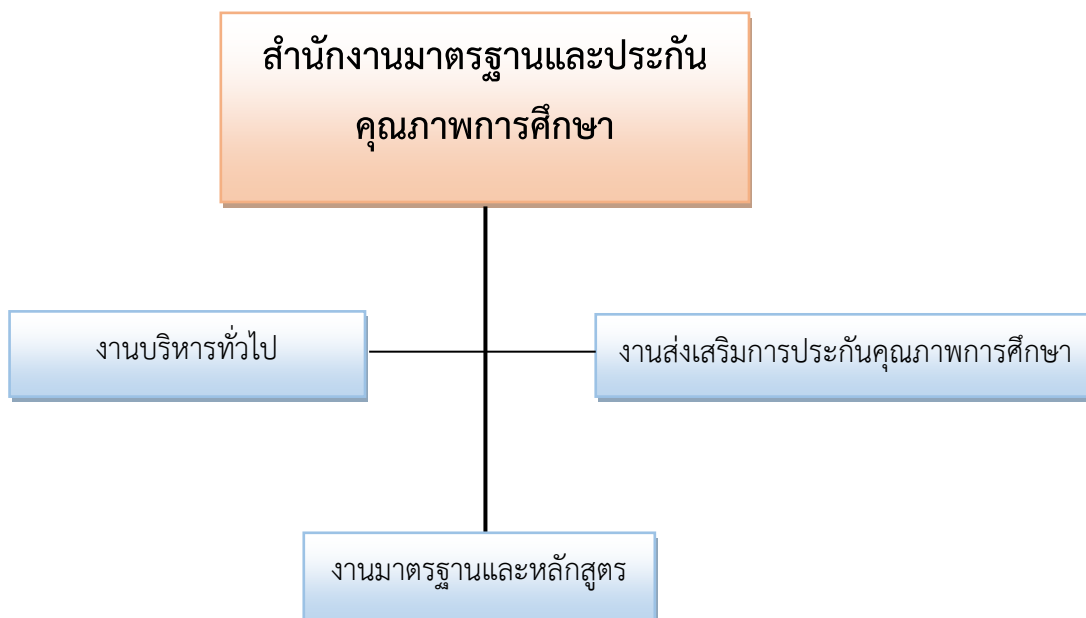 สำนักงานมาตรฐานและประกัน
คุณภาพการศึกษา
งานบริหารทั่วไป
งานส่งเสริมการประกันคุณภาพการศึกษา
งานมาตรฐานและหลักสูตร